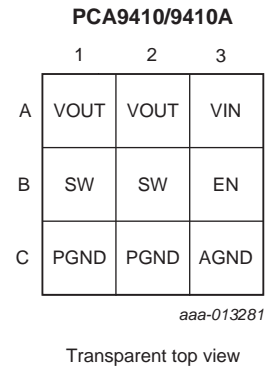 PCA9410/9410A
1 2 3
A VOUT VOUT VIN
B SW SW EN
C PGND PGND AGND
aaa-013281
Transparent top view